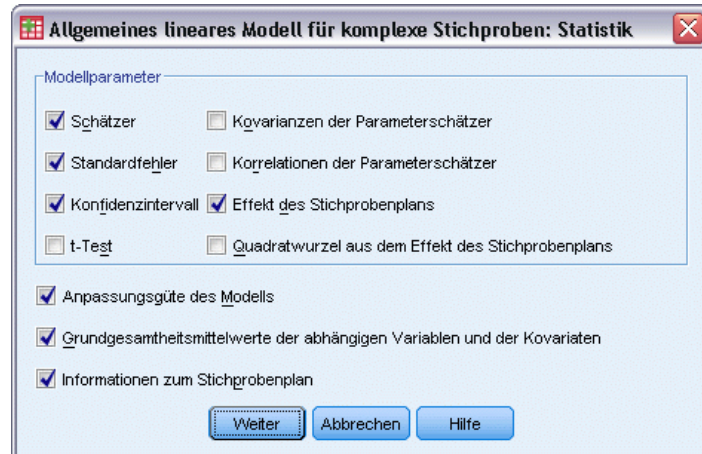 Allgemeines lineares Modell für komplexe Stichproben: Statistik
Modellparameter
Schätzer Kovarianzen der Parameterschätzer
Standardfehler Korrelationen der Parameterschätzer
Konfidenzintervall Effekt des Stichprobenplans
t-Test Quadratwurzel aus dem Effekt des Stichprobenplans
Anpassungsgüte des Modells
Grundgesamtheitsmittelwerte der abhängigen Variablen und der Kovariaten
Informationen zum Stichprobenplan
Weiter Abbrechen Hilfe